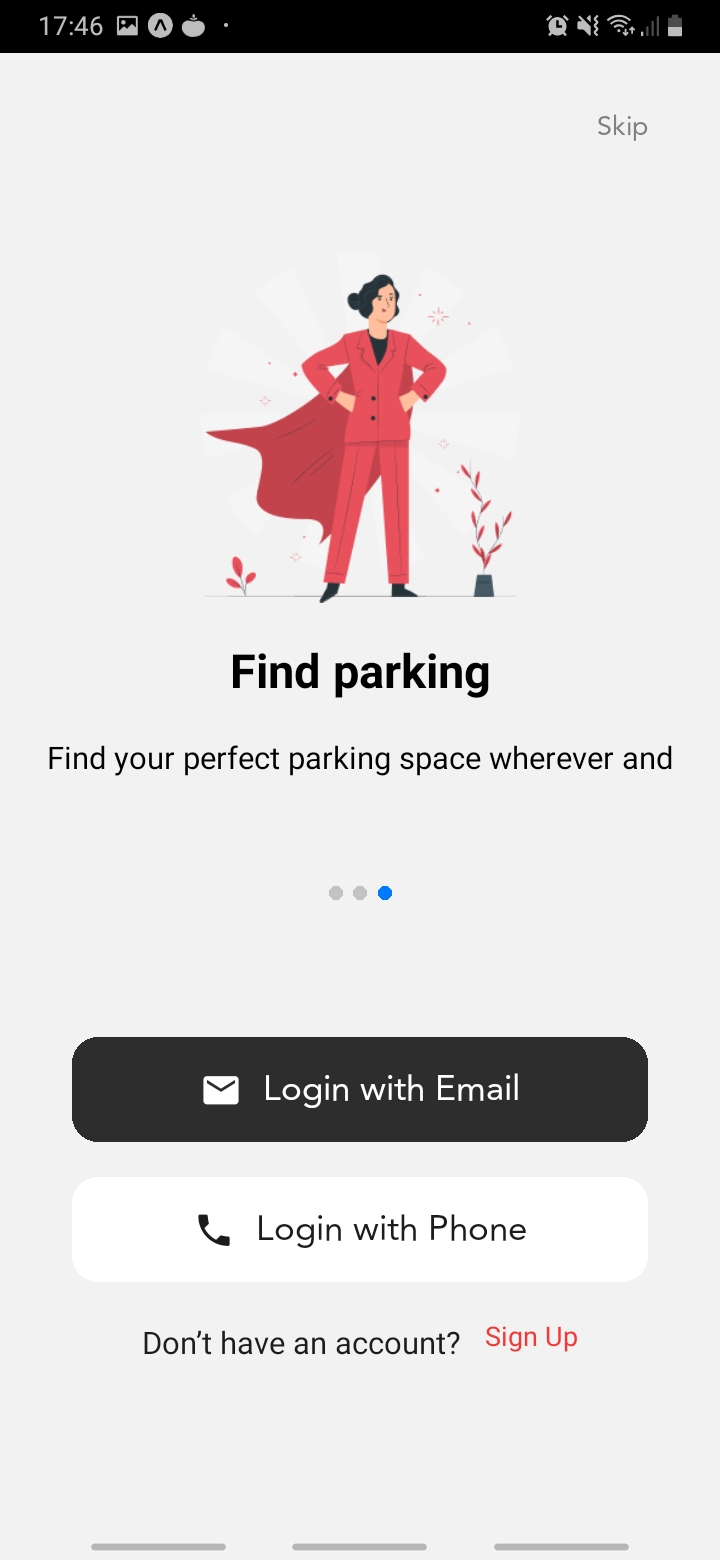 17:46
Skip
Find parking
Find your perfect parking space wherever and
Login with Email
Login with Phone
Don’t have an account? Sign Up